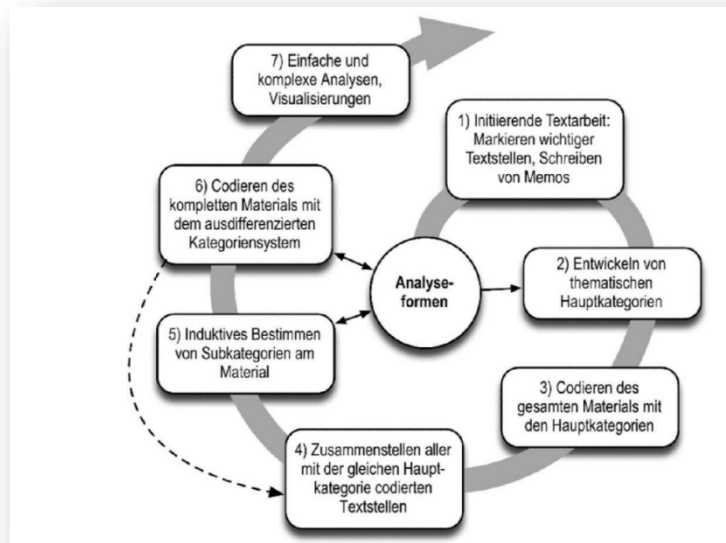 7) Einfache und
komplexe Analysen,
Visualisierungen
1) Initiierende Textarbeit:
Markieren wichtiger
Textstellen, Schreiben
von Memos
6) Codieren des
kompletten Materials mit
dem ausdifferenzierten
Kategoriensystem
Analyse-
formen
2) Entwickeln von
thematischen
Hauptkategorien
5) Induktives Bestimmen
von Subkategorien am
Material
3) Codieren des
gesamten Materials mit
den Hauptkategorien
4) Zusammenstellen aller
mit der gleichen Haupt-
kategorie codierten
Textstellen